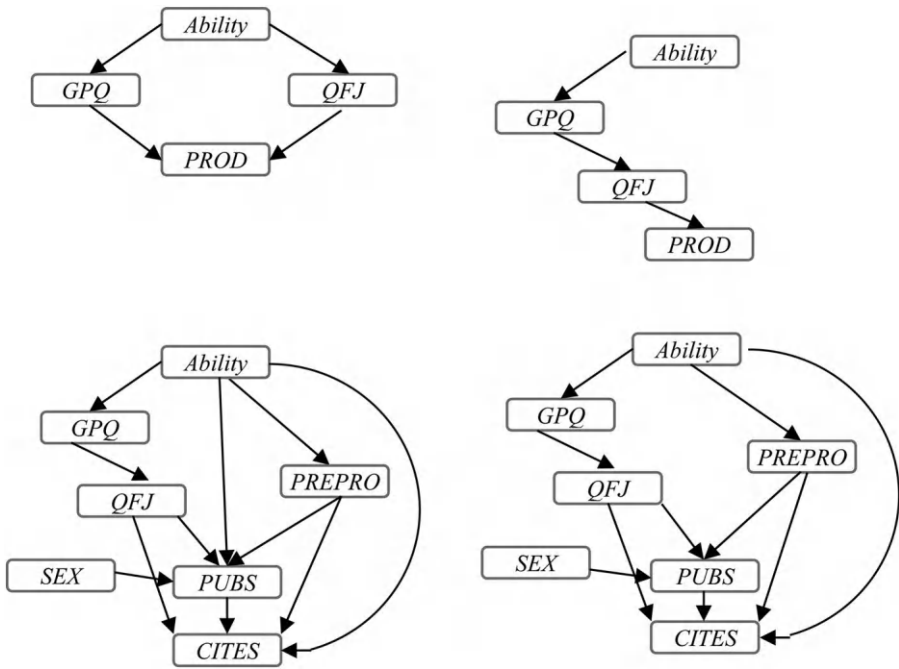 Ability
GPQ
QFJ
PROD
Ability
GPQ
QFJ
PROD
Ability
GPQ
PREPRO
QFJ
SEX
PUBS
CITES
Ability
GPQ
PREPRO
QFJ
SEX
PUBS
CITES